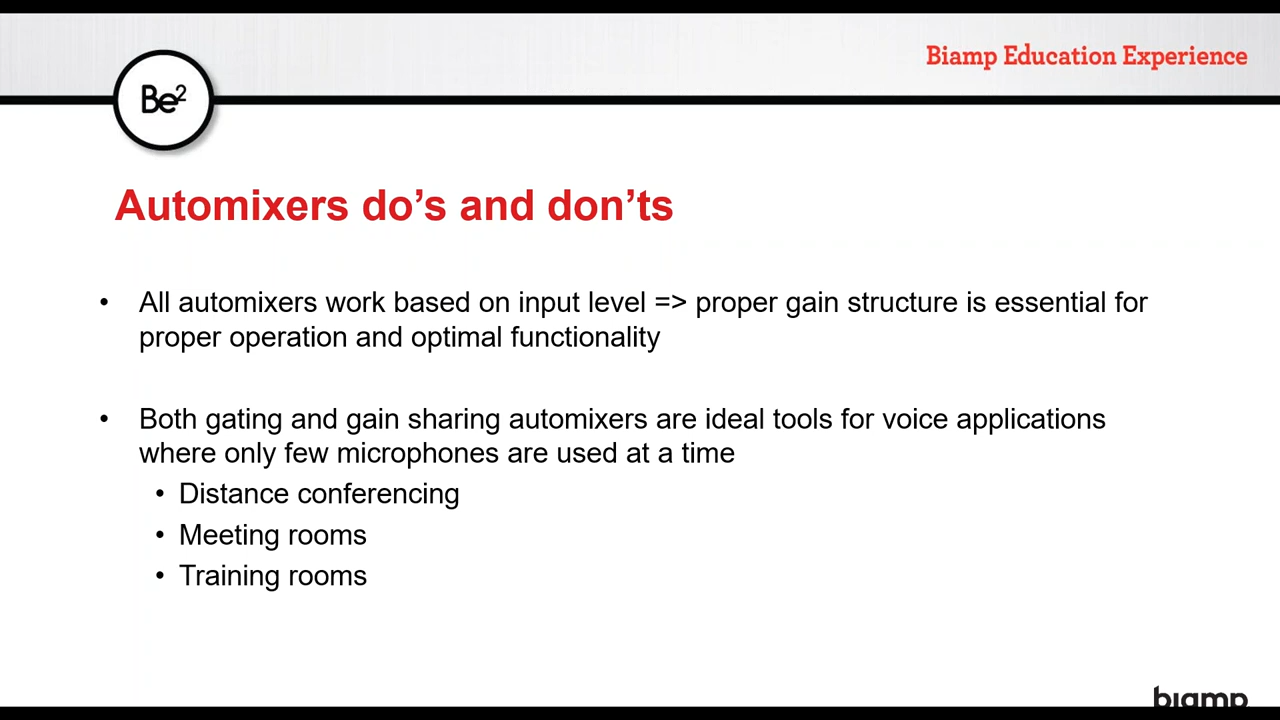 Biamp Education Experience
Be²
Automixers do’s and don’ts
• All automixers work based on input level => proper gain structure is essential for
proper operation and optimal functionality
• Both gating and gain sharing automixers are ideal tools for voice applications
where only few microphones are used at a time
• Distance conferencing
• Meeting rooms
• Training rooms
biamp